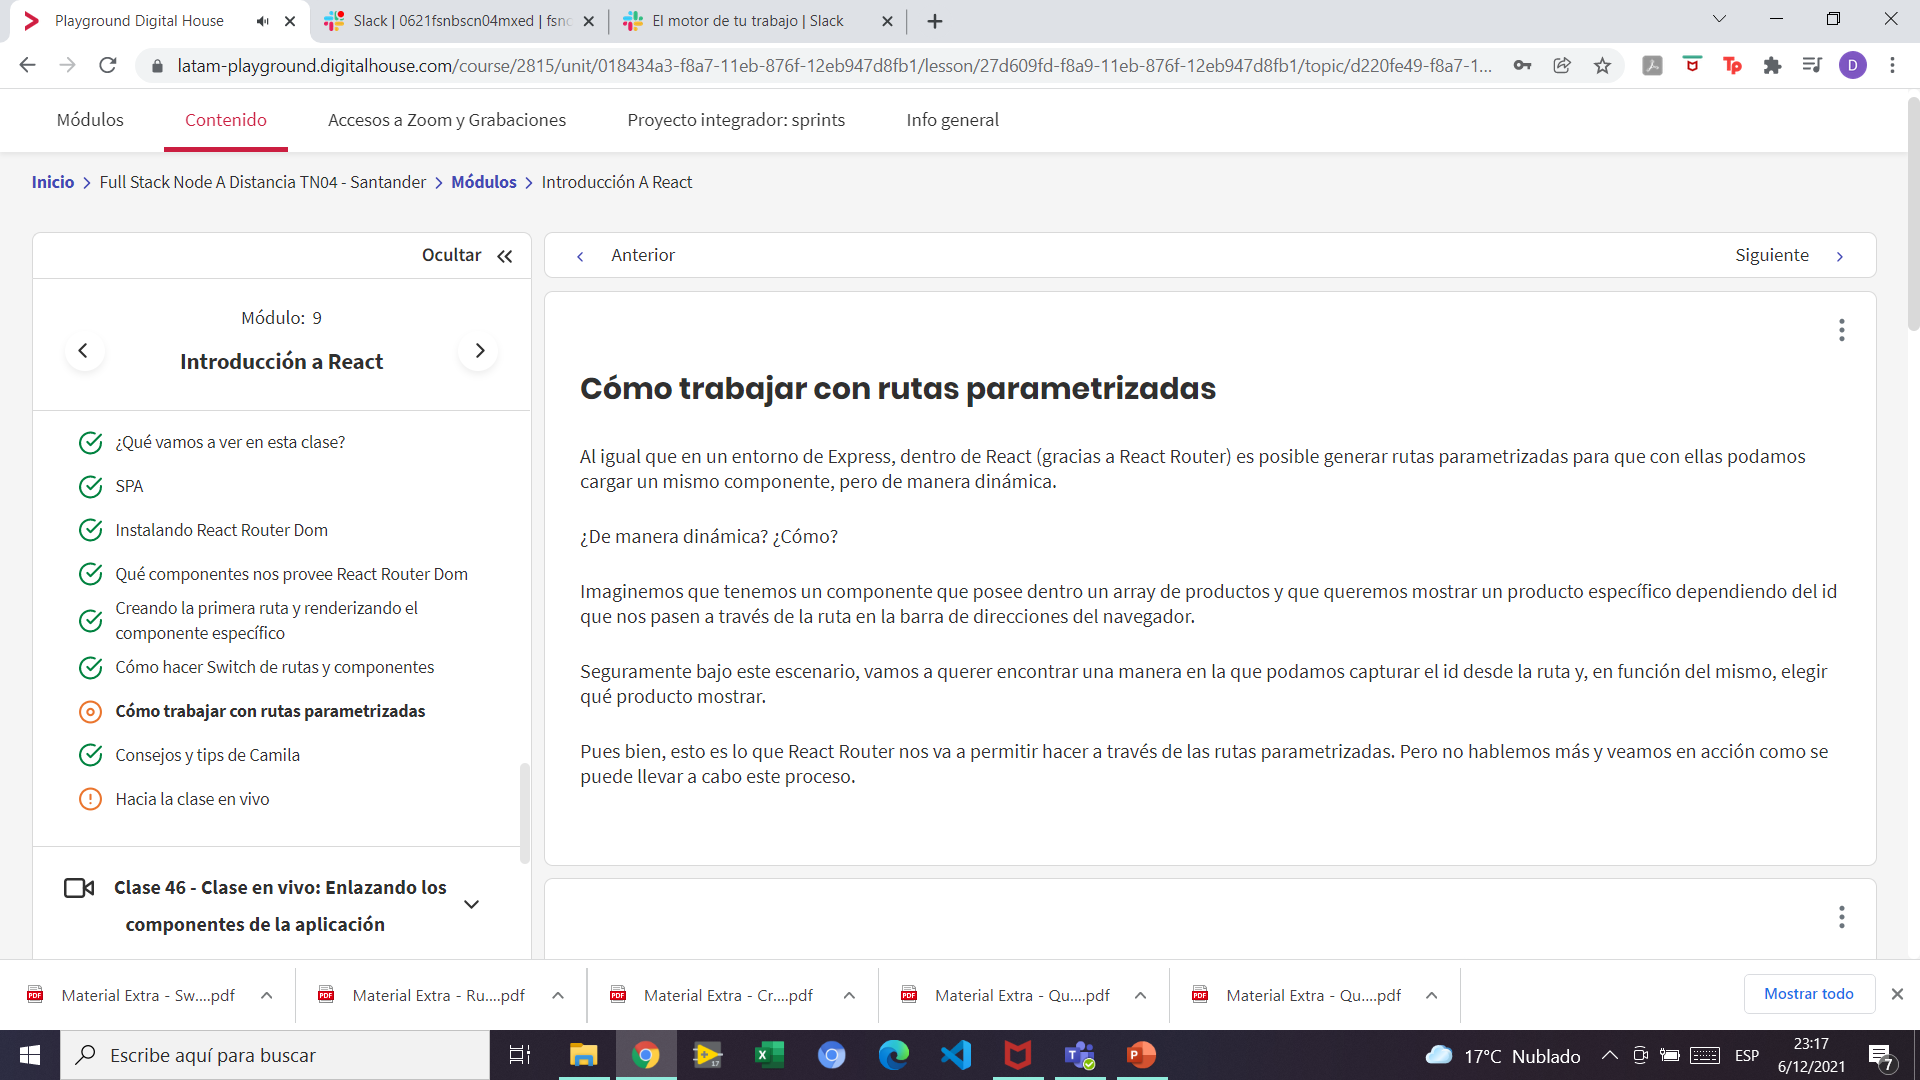 Playground Digital House
Slack | 0621fsnbscn04mxed | fsnc
El motor de tu trabajo | Slack
latam-playground.digitalhouse.com/course/2815/unit/018434a3-f8a7-11eb-876f-12eb947d8fb1/lesson/27d609fd-f8a9-11eb-876f-12eb947d8fb1/topic/d220fe49-f8a7-1...
D
Módulos
Contenido
Accesos a Zoom y Grabaciones
Proyecto integrador: sprints
Info general
Inicio > Full Stack Node A Distancia TN04 - Santander > Módulos > Introducción A React
Ocultar
Módulo: 9
Introducción a React
¿Qué vamos a ver en esta clase?
SPA
Instalando React Router Dom
Qué componentes nos provee React Router Dom
Creando la primera ruta y renderizando el
componente específico
Cómo hacer Switch de rutas y componentes
Cómo trabajar con rutas parametrizadas
Consejos y tips de Camila
Hacia la clase en vivo
Clase 46 - Clase en vivo: Enlazando los
componentes de la aplicación
Anterior
Siguiente
Cómo trabajar con rutas parametrizadas
Al igual que en un entorno de Express, dentro de React (gracias a React Router) es posible generar rutas parametrizadas para que con ellas podamos
cargar un mismo componente, pero de manera dinámica.
¿De manera dinámica? ¿Cómo?
Imaginemos que tenemos un componente que posee dentro un array de productos y que queremos mostrar un producto específico dependiendo del id
que nos pasen a través de la ruta en la barra de direcciones del navegador.
Seguramente bajo este escenario, vamos a querer encontrar una manera en la que podamos capturar el id desde la ruta y, en función del mismo, elegir
qué producto mostrar.
Pues bien, esto es lo que React Router nos va a permitir hacer a través de las rutas parametrizadas. Pero no hablemos más y veamos en acción como se
puede llevar a cabo este proceso.
Material Extra - Sw....pdf
Material Extra - Ru....pdf
Material Extra - Cr....pdf
Material Extra - Qu....pdf
Material Extra - Qu....pdf
Mostrar todo
Escribe aquí para buscar
17°C Nublado
ESP
23:17
6/12/2021
7